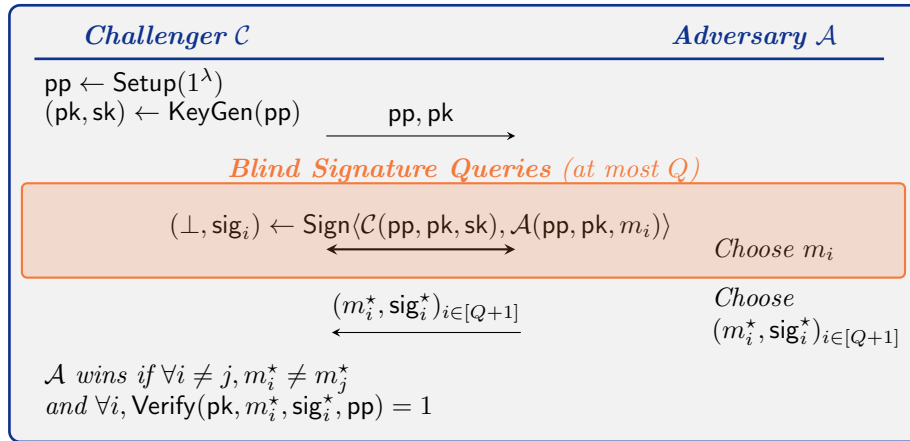 Challenger 𝒞 Adversary 𝒜
pp ← Setup(1^λ)
(pk, sk) ← KeyGen(pp) pp, pk
Blind Signature Queries (at most Q)
(⊥, sig_i) ← Sign⟨𝒞(pp, pk, sk), 𝒜(pp, pk, m_i)⟩
Choose m_i
(m_i^⋆, sig_i^⋆)_{i∈[Q+1]} Choose
(m_i^⋆, sig_i^⋆)_{i∈[Q+1]}
𝒜 wins if ∀i ≠ j, m_i^⋆ ≠ m_j^⋆
and ∀i, Verify(pk, m_i^⋆, sig_i^⋆, pp) = 1